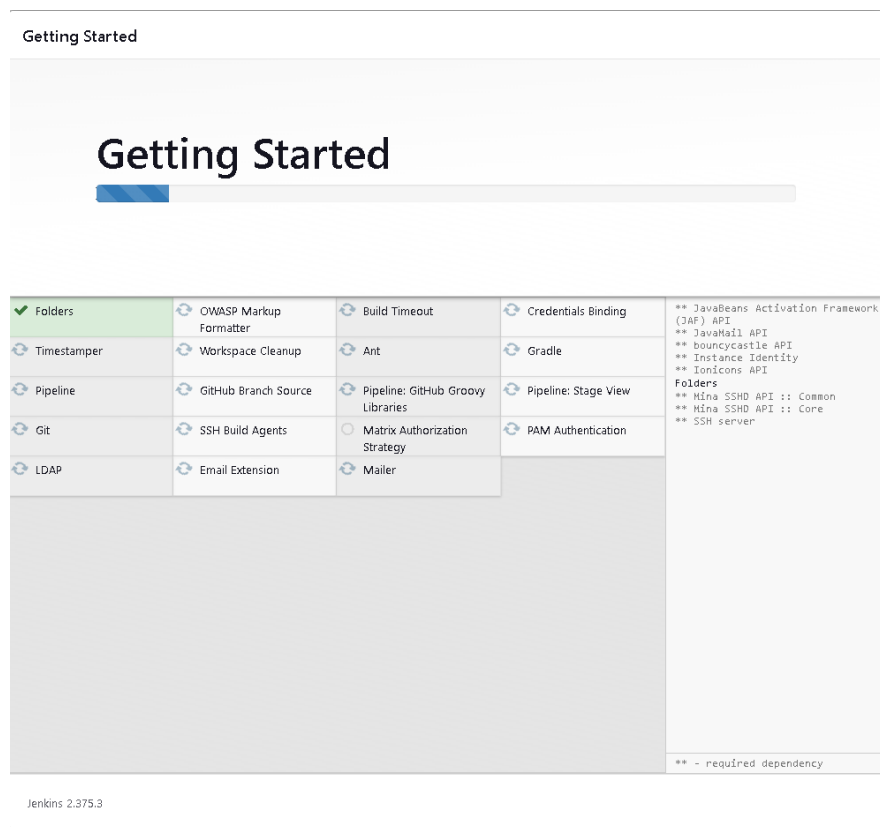 Getting Started
Getting Started
Folders
OWASP Markup
Formatter
Build Timeout
Credentials Binding
Timestamper
Workspace Cleanup
Ant
Gradle
Pipeline
GitHub Branch Source
Pipeline: GitHub Groovy
Libraries
Pipeline: Stage View
Git
SSH Build Agents
Matrix Authorization
Strategy
PAM Authentication
LDAP
Email Extension
Mailer
** JavaBeans Activation Framework
(JAF) API
** JavaMail API
** bouncycastle API
** Instance Identity
** Ionicons API
Folders
** Mina SSHD API :: Common
** Mina SSHD API :: Core
** SSH server
** - required dependency
Jenkins 2.375.3